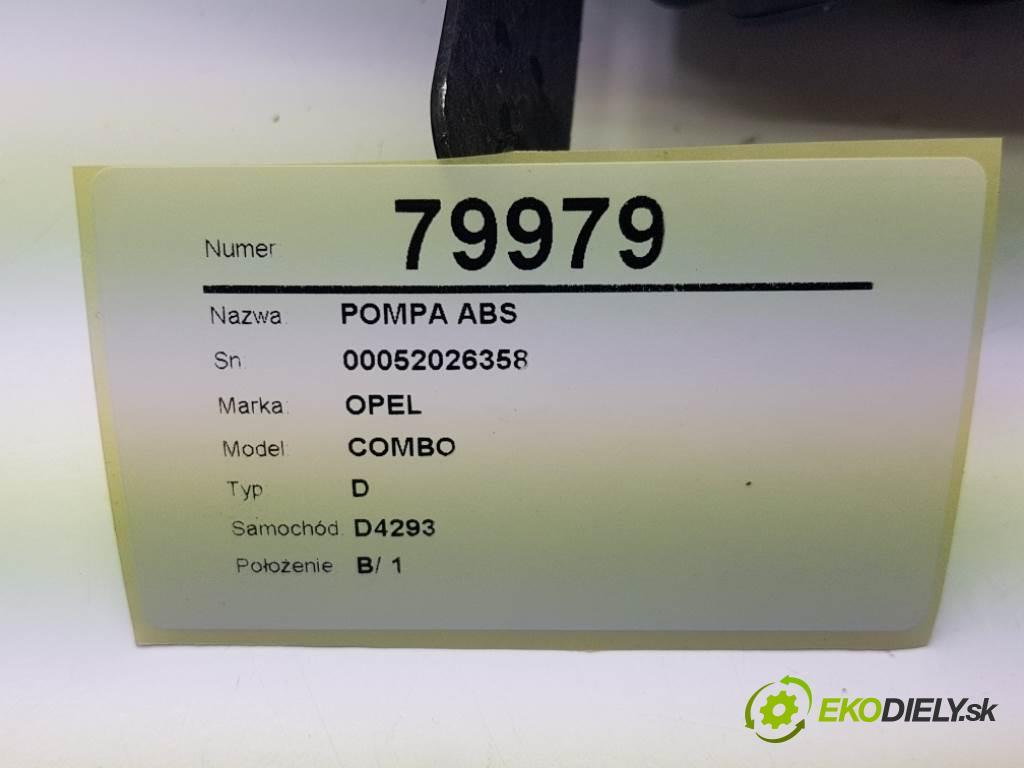 Numer: 79979
Nazwa: POMPA ABS
Sn: 00052026358
Marka: OPEL
Model: COMBO
Typ: D
Samochód: D4293
Położenie: B/ 1
EKODIELY.sk